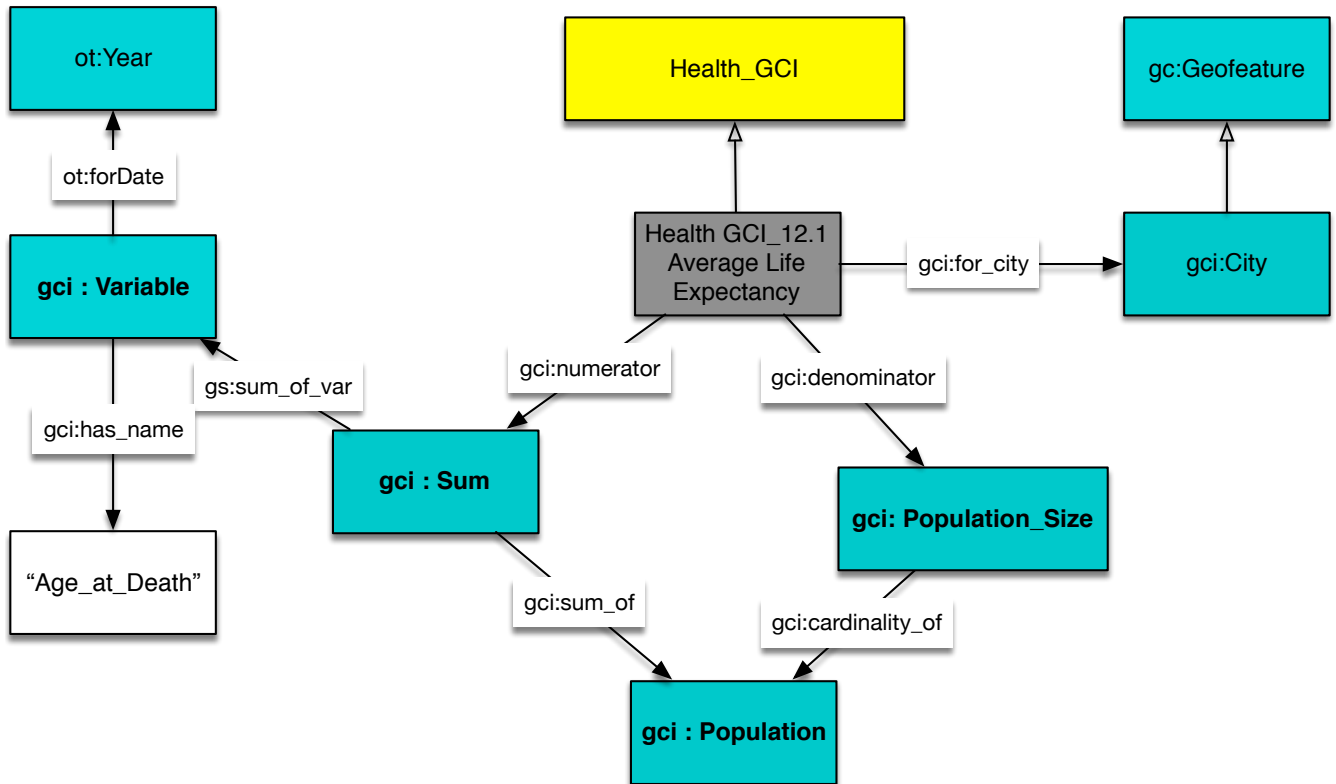 ot:Year
Health_GCI
gc:Geofeature
ot:forDate
gci : Variable
Health GCI_12.1
Average Life
Expectancy
gci:for_city
gci:City
gs:sum_of_var
gci:numerator
gci:denominator
gci:has_name
gci : Sum
gci: Population_Size
“Age_at_Death”
gci:sum_of
gci:cardinality_of
gci : Population